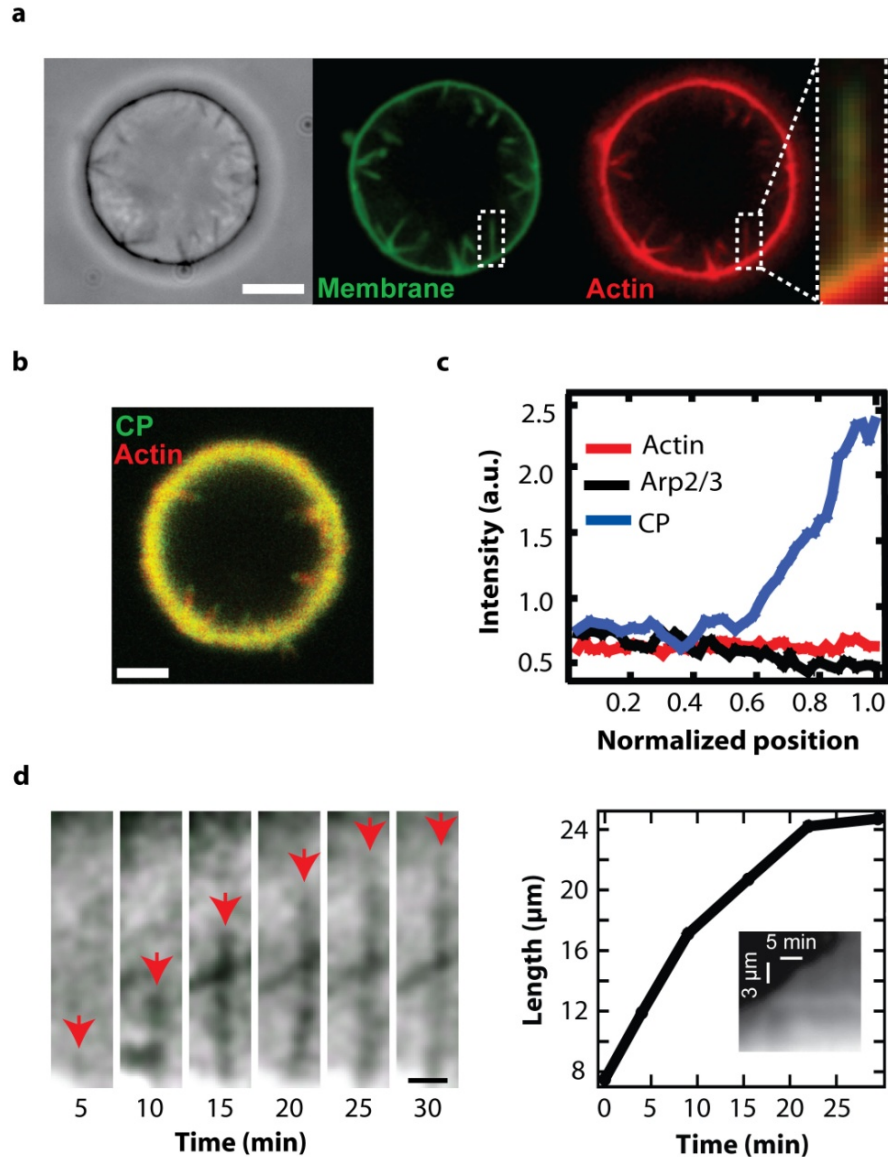 a
Membrane
Actin
b
CP
Actin
c
Intensity (a.u.)
2.5
2.0
1.5
1.0
0.5
Actin
Arp2/3
CP
0.2 0.4 0.6 0.8 1.0
Normalized position
d
5 10 15 20 25 30
Time (min)
Length (µm)
24
20
16
12
8
5 min
3 µm
0 5 10 15 20 25
Time (min)